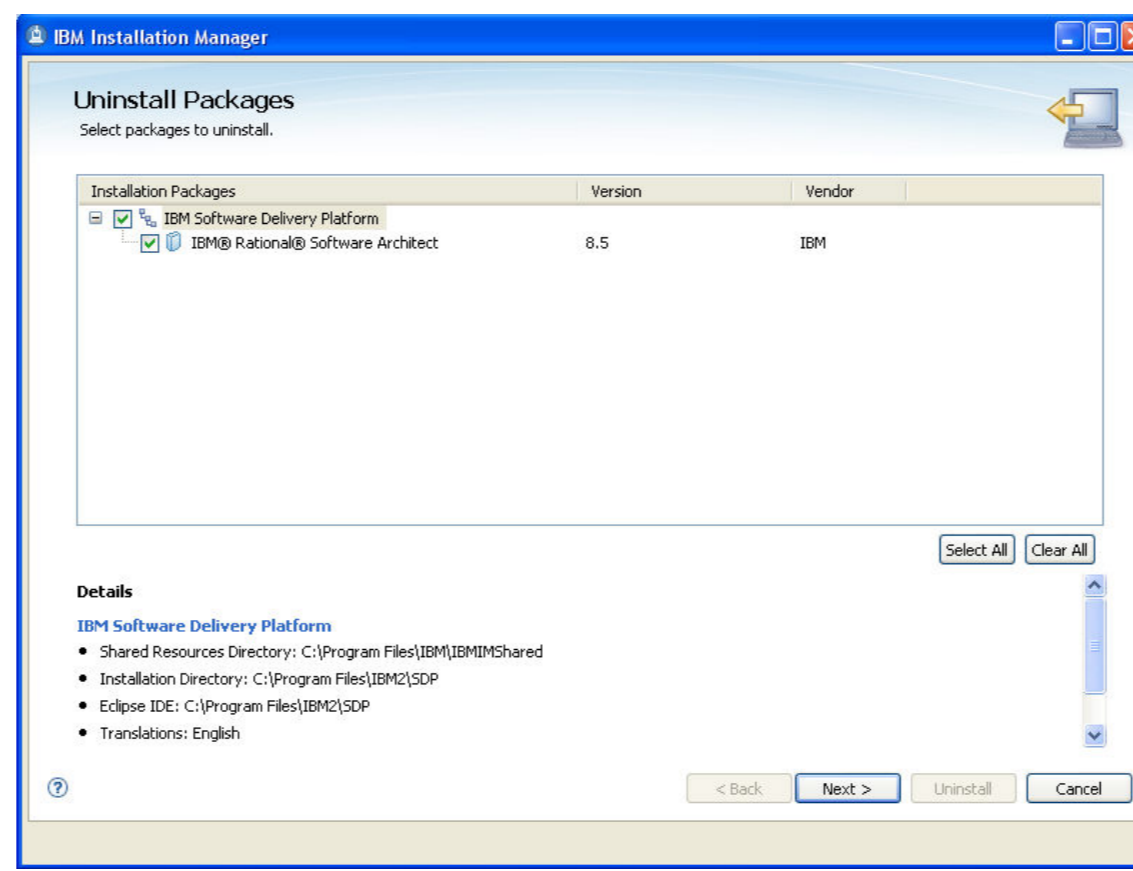 IBM Installation Manager
Uninstall Packages
Select packages to uninstall.
Installation Packages Version Vendor
IBM Software Delivery Platform
IBM® Rational® Software Architect 8.5 IBM
Select All Clear All
Details
IBM Software Delivery Platform
• Shared Resources Directory: C:\Program Files\IBM\IBMIMShared
• Installation Directory: C:\Program Files\IBM2\SDP
• Eclipse IDE: C:\Program Files\IBM2\SDP
• Translations: English
? < Back Next > Uninstall Cancel